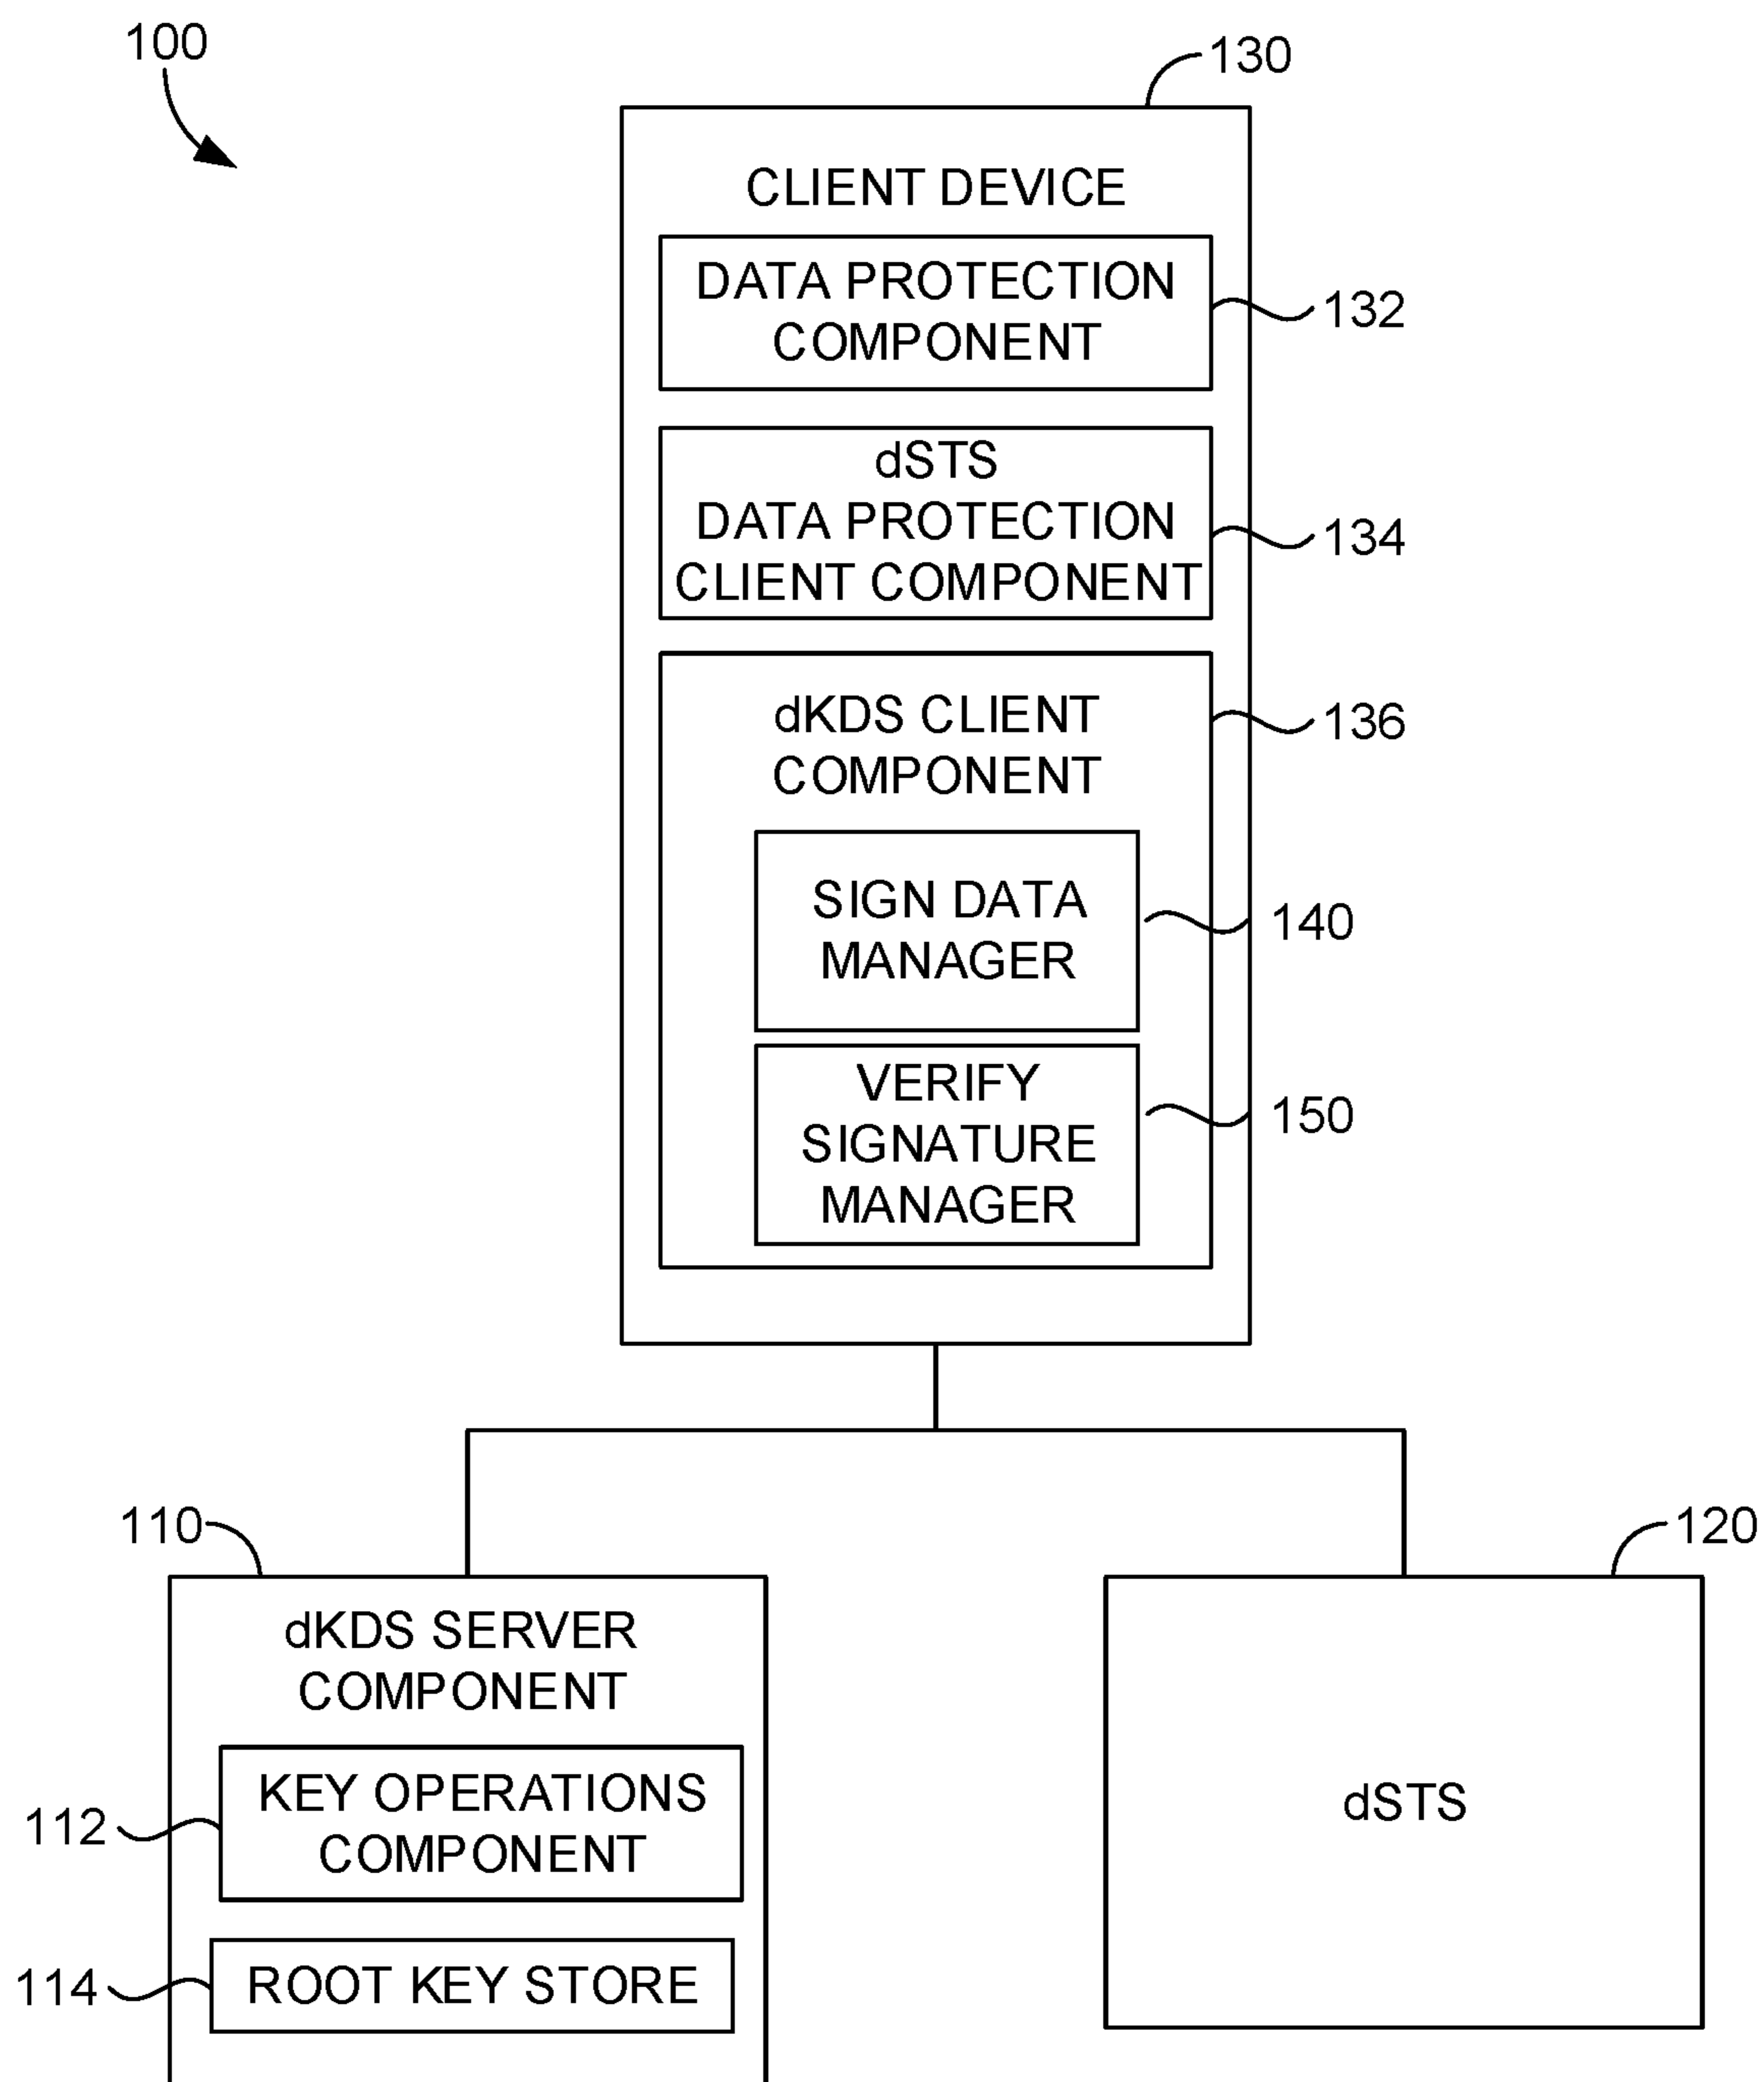 100
130
CLIENT DEVICE
DATA PROTECTION
COMPONENT
132
dSTS
DATA PROTECTION
CLIENT COMPONENT
134
dKDS CLIENT
COMPONENT
136
SIGN DATA
MANAGER
140
VERIFY
SIGNATURE
MANAGER
150
110
dKDS SERVER
COMPONENT
KEY OPERATIONS
COMPONENT
112
ROOT KEY STORE
114
120
dSTS